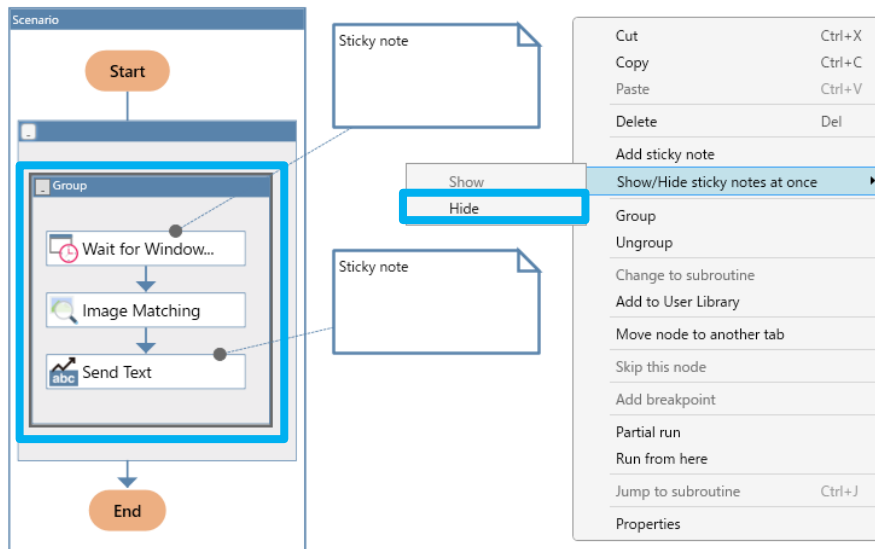 Scenario
Start
-
- Group
Wait for Window...
Image Matching
abc Send Text
End
Sticky note
Sticky note
Show
Hide
Cut Ctrl+X
Copy Ctrl+C
Paste Ctrl+V
Delete Del
Add sticky note
Show/Hide sticky notes at once
Group
Ungroup
Change to subroutine
Add to User Library
Move node to another tab
Skip this node
Add breakpoint
Partial run
Run from here
Jump to subroutine Ctrl+J
Properties